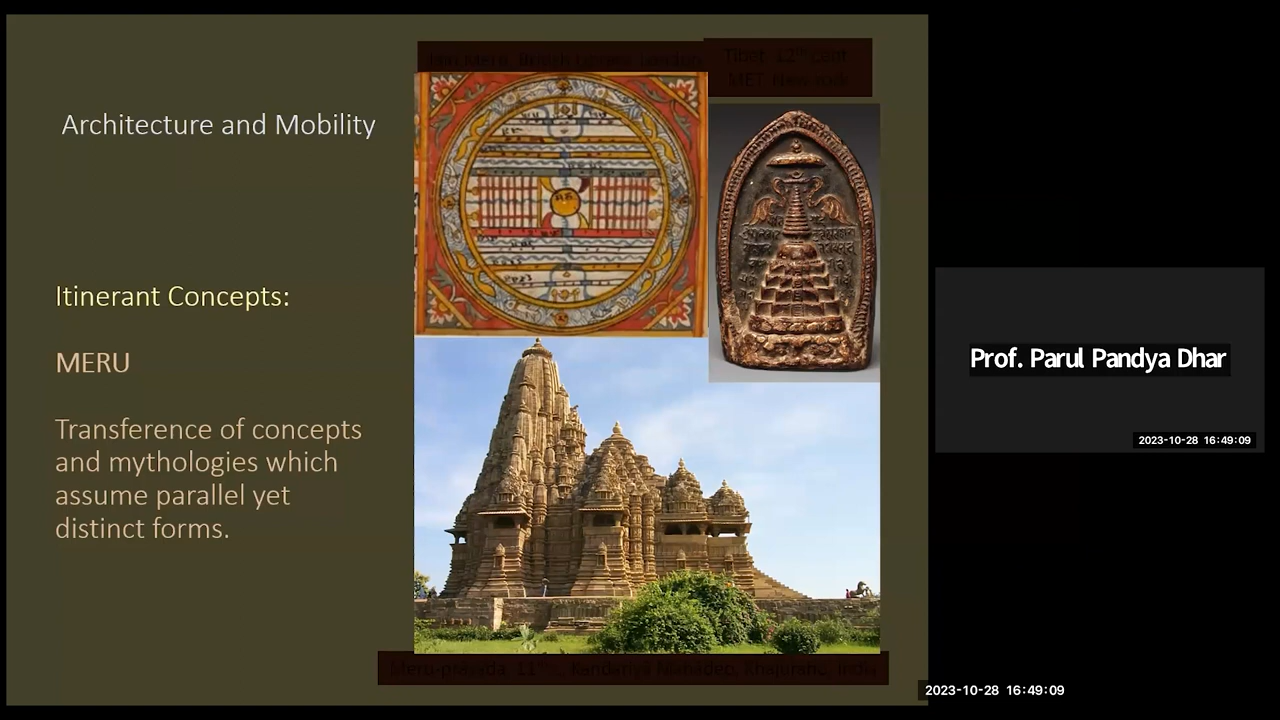 Architecture and Mobility
Itinerant Concepts:
MERU
Transference of concepts
and mythologies which
assume parallel yet
distinct forms.
Jain Meru, British Library, London
Tibet, 12th cent.
MET, New York
Meru-prasada, 11th c., Kandariya Mahadeo, Khajuraho, India
Prof. Parul Pandya Dhar
2023-10-28 16:49:09
2023-10-28 16:49:09